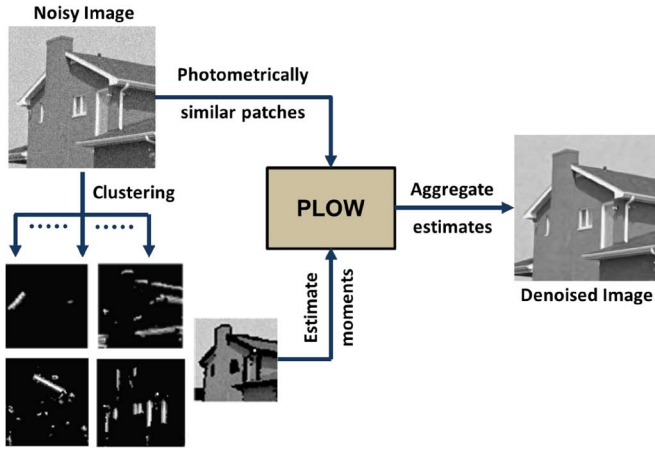 Noisy Image
Photometrically
similar patches
Clustering
PLOW
Aggregate
estimates
Estimate
moments
Denoised Image